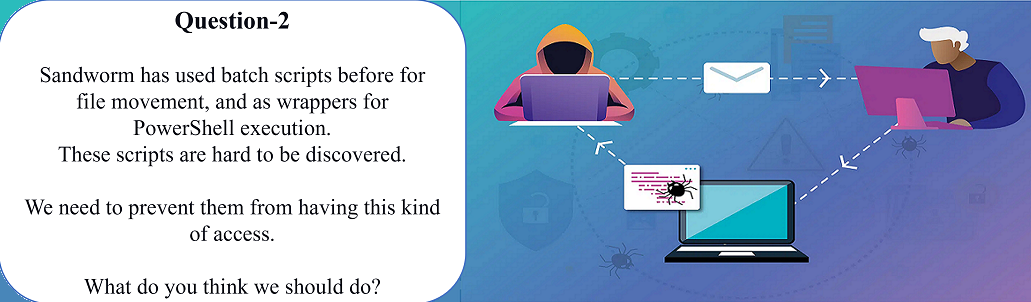 Question-2
Sandworm has used batch scripts before for
file movement, and as wrappers for
PowerShell execution.
These scripts are hard to be discovered.
We need to prevent them from having this kind
of access.
What do you think we should do?